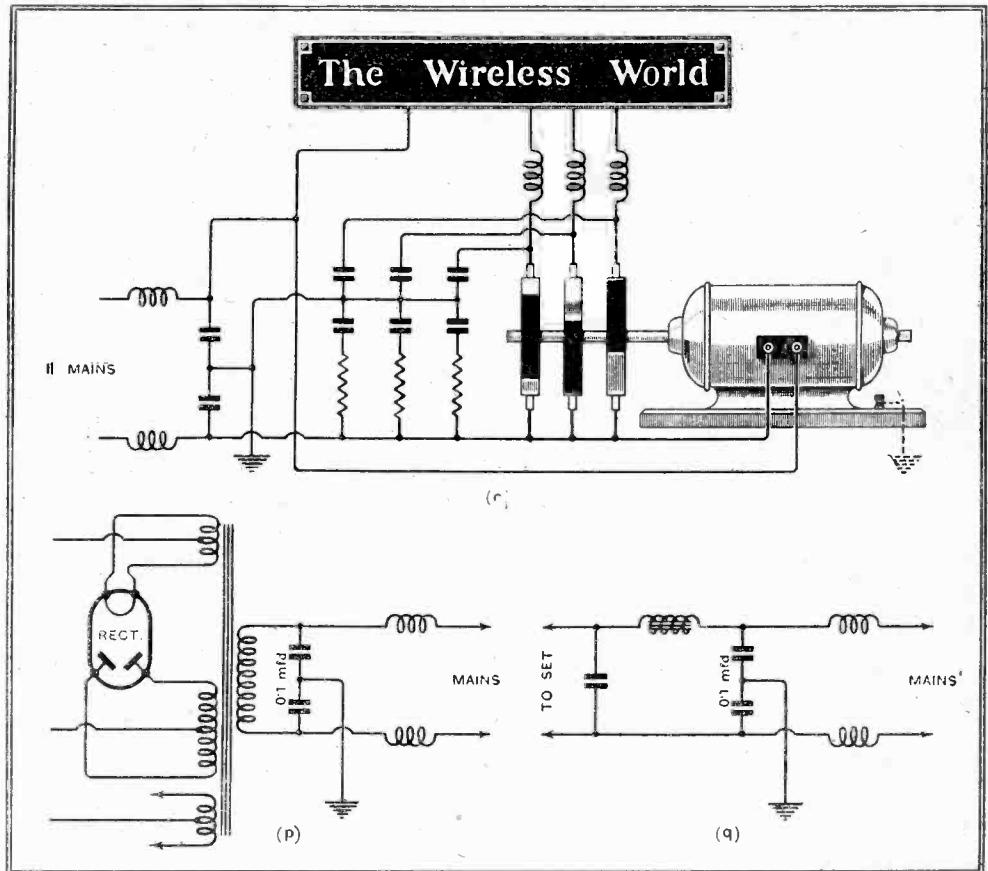 The Wireless World
MAINS
RECT.
0·1 mfd
MAINS
(p)
TO SET
0·1 mfd
MAINS
(q)